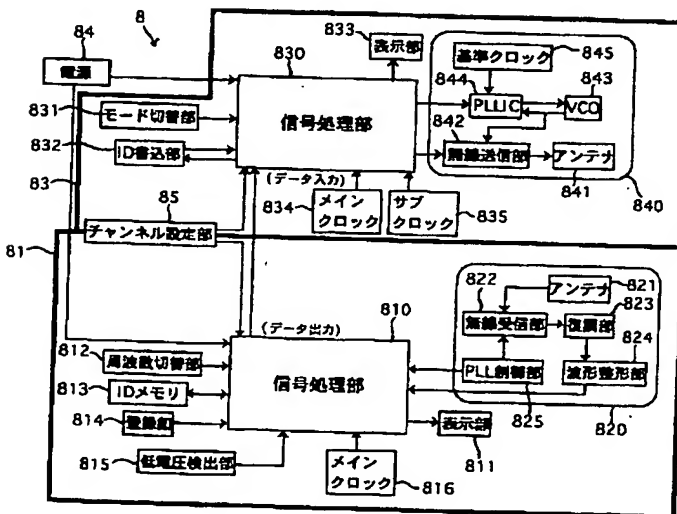 8
84
電源
83
831
モード切替部
832
ID書込部
830
信号処理部
833
表示部
(データ入力)
834
メイン
クロック
サブ
クロック
835
基準クロック
845
844
PLLIC
843
VCO
842
無線送信部
アンテナ
841
840
85
チャンネル設定部
81
(データ出力)
810
信号処理部
812
周波数切替部
813
IDメモリ
814
815
低電圧検出部
メイン
クロック
816
表示部
811
アンテナ
821
822
無線受信部
復調部
823
824
波形整形部
PLL制御部
825
820